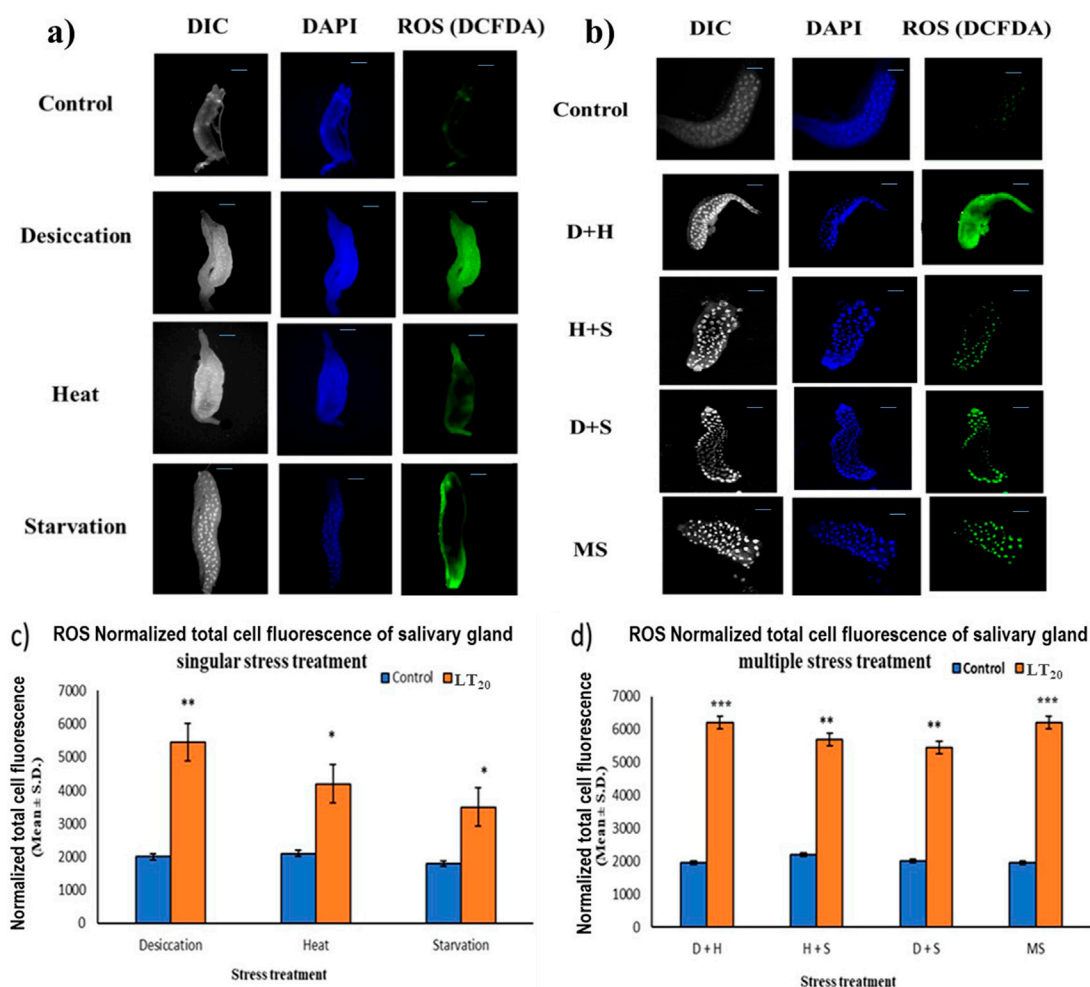 a)
DIC DAPI ROS (DCFDA)
Control
Desiccation
Heat
Starvation
b)
DIC DAPI ROS (DCFDA)
Control
D+H
H+S
D+S
MS
c)
ROS Normalized total cell fluorescence of salivary gland
singular stress treatment
Control LT20
Normalized total cell fluorescence
(Mean ± S.D.)
7000
6000
5000
4000
3000
2000
1000
0
** * *
Desiccation Heat Starvation
Stress treatment
d)
ROS Normalized total cell fluorescence of salivary gland
multiple stress treatment
Control LT20
Normalized total cell fluorescence
(Mean ± S.D.)
7000
6000
5000
4000
3000
2000
1000
0
*** ** ** ***
D + H H + S D + S MS
Stress treatment